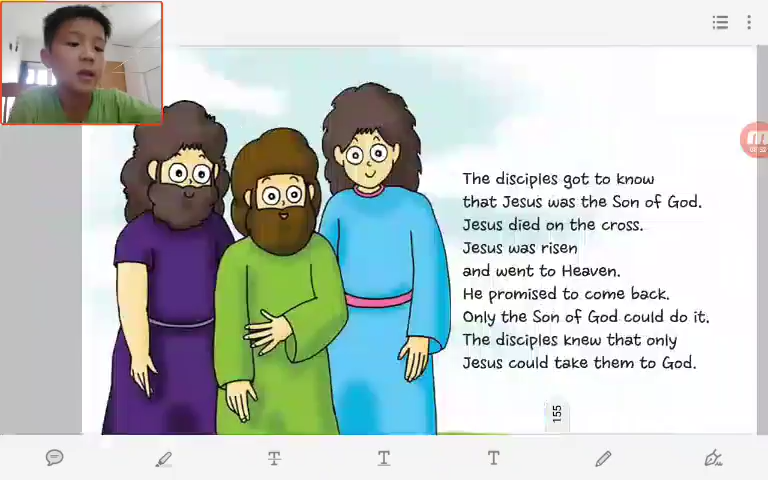 The disciples got to know
that Jesus was the Son of God.
Jesus died on the cross.
Jesus was risen
and went to Heaven.
He promised to come back.
Only the Son of God could do it.
The disciples knew that only
Jesus could take them to God.
155